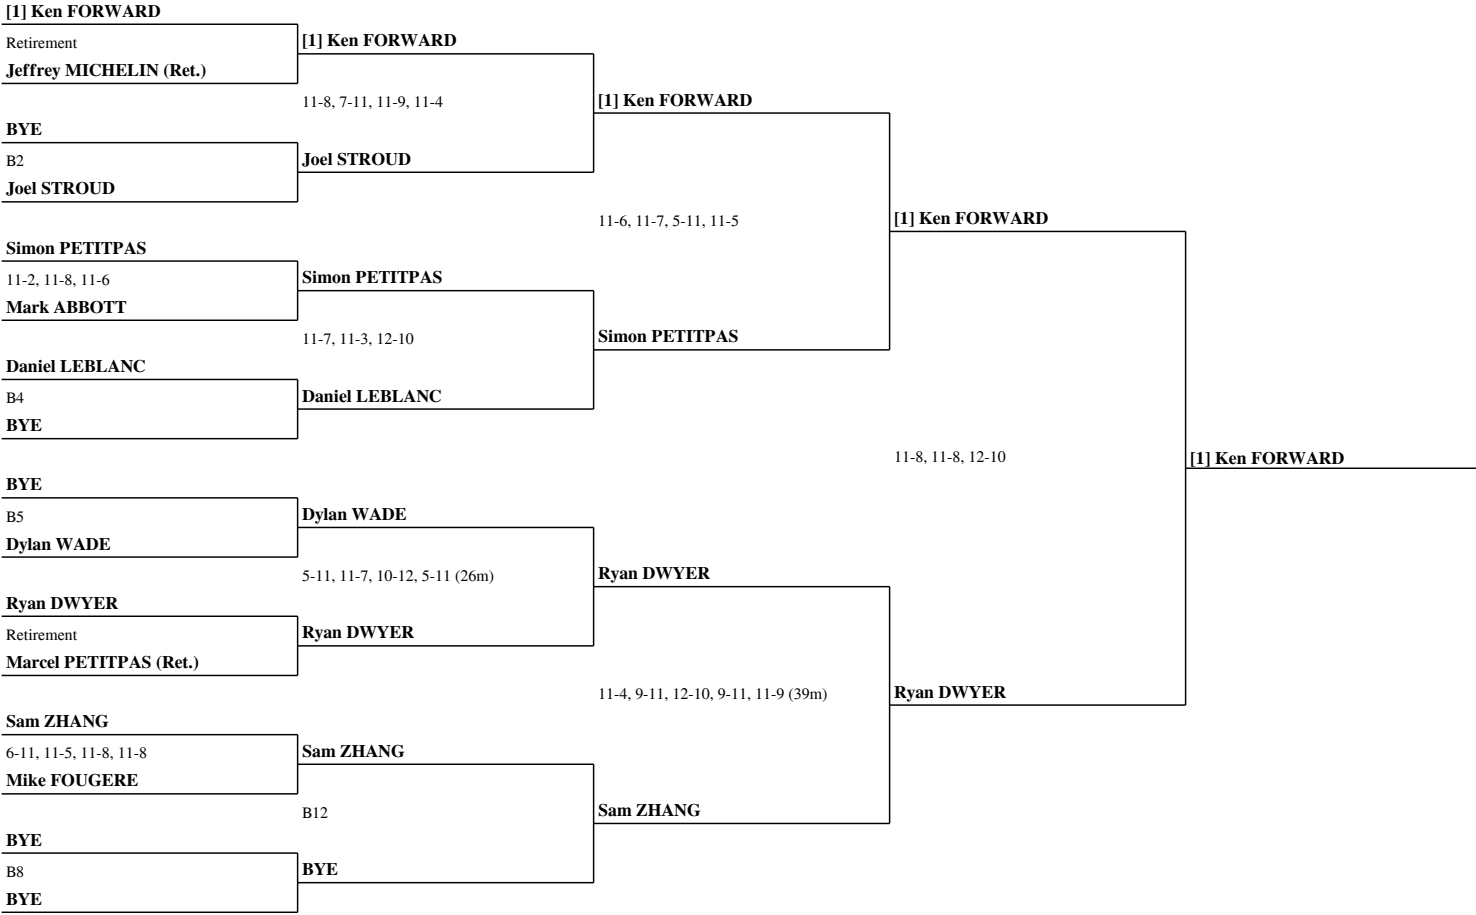 [1] Ken FORWARD
Retirement
Jeffrey MICHELIN (Ret.)
BYE
B2
Joel STROUD
Simon PETITPAS
11-2, 11-8, 11-6
Mark ABBOTT
Daniel LEBLANC
B4
BYE
BYE
B5
Dylan WADE
Ryan DWYER
Retirement
Marcel PETITPAS (Ret.)
Sam ZHANG
6-11, 11-5, 11-8, 11-8
Mike FOUGERE
BYE
B8
BYE
[1] Ken FORWARD
11-8, 7-11, 11-9, 11-4
Joel STROUD
Simon PETITPAS
11-7, 11-3, 12-10
Daniel LEBLANC
Dylan WADE
5-11, 11-7, 10-12, 5-11 (26m)
Ryan DWYER
Sam ZHANG
B12
BYE
[1] Ken FORWARD
11-6, 11-7, 5-11, 11-5
Simon PETITPAS
Ryan DWYER
11-4, 9-11, 12-10, 9-11, 11-9 (39m)
Sam ZHANG
[1] Ken FORWARD
11-8, 11-8, 12-10
Ryan DWYER
[1] Ken FORWARD